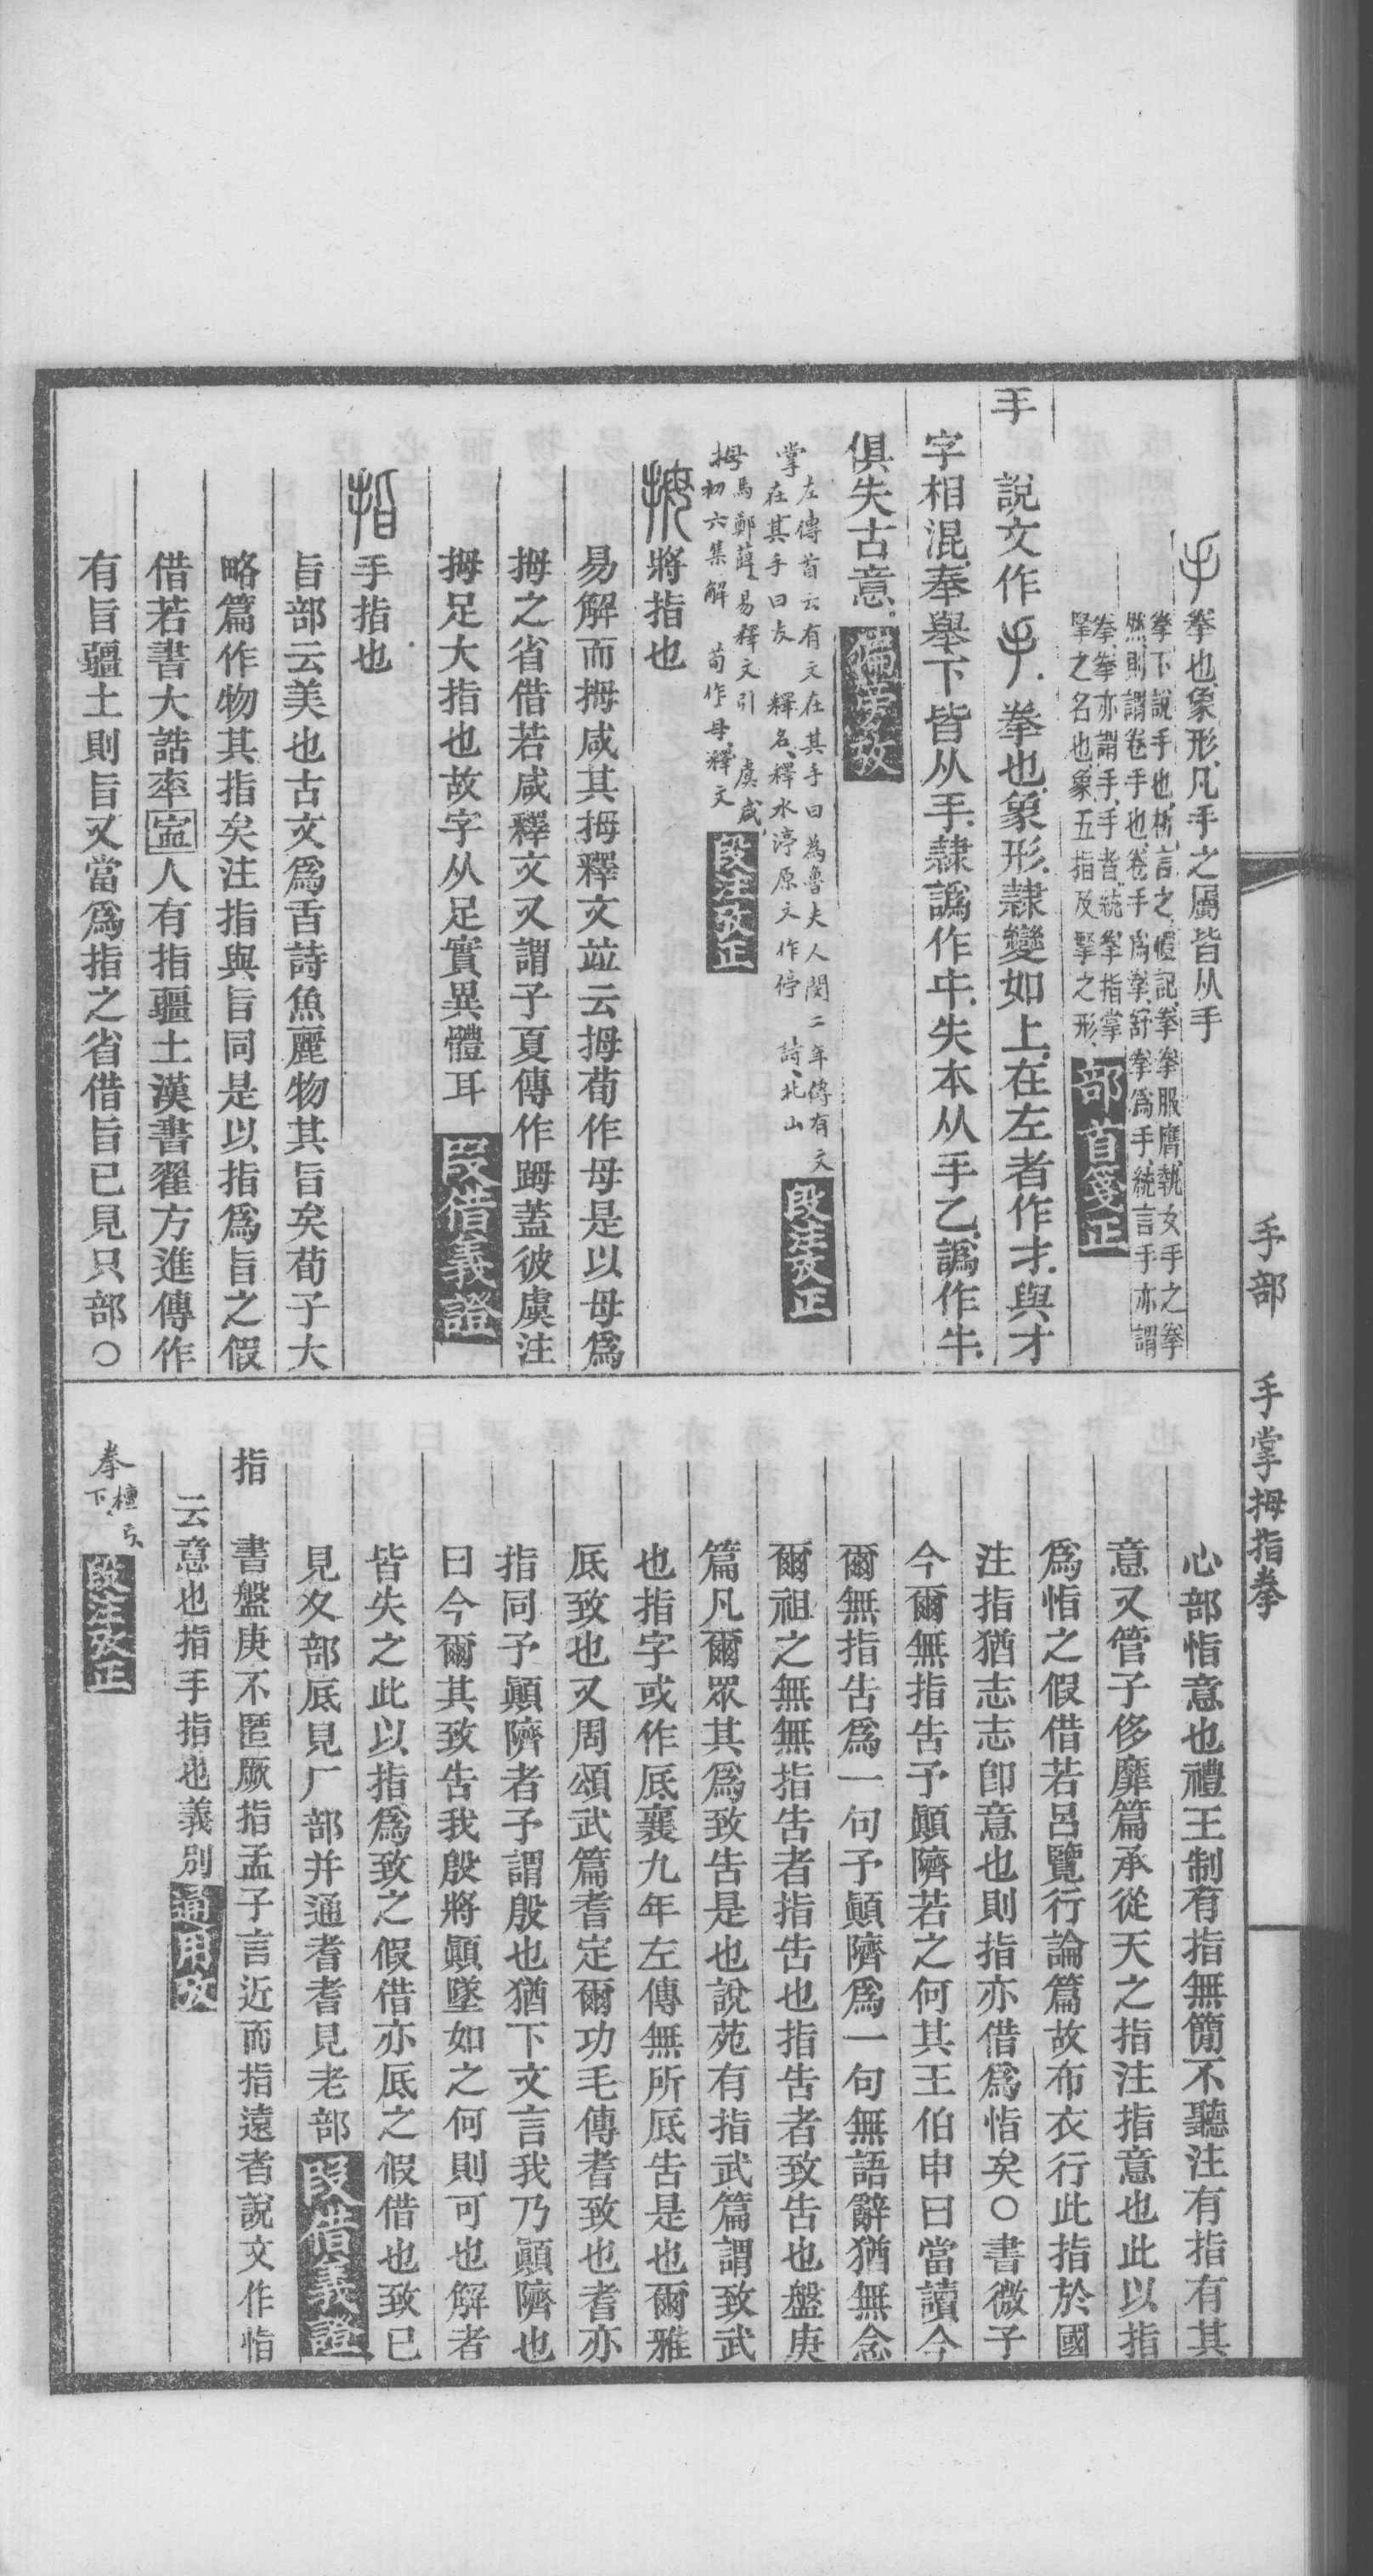 手部　手掌拇指拳
手拳也象形凡手之屬皆从手
拳下說手也析言之禮記拳拳服膺執女手之拳
然則謂卷手也卷手爲拳舒拳爲手統言手亦謂
拳拳亦謂手手者統拏指掌
掔之名也象五指及掔之形　部首箋正
手　說文作手拳也象形隸變如上在左者作扌與才
字相混奉舉下皆从手隸譌作㐄失本从手乙譌作牛
俱失古意　偏旁攷
掌　左傳首云有文在其手曰為魯夫人閔二年傳有文
在其手曰友　釋名釋水渟原文作停　詩北山　段注攷正
拇　馬鄭薛易釋文引　虞咸
初六集解　荀作母釋文　段注攷正
拇將指也
易解而拇咸其拇釋文竝云拇荀作母是以母爲
拇之省借若咸釋文又謂子夏傳作䟢蓋彼虞注
拇足大指也故字从足實異體耳　叚借義證
指手指也
旨部云美也古文爲舌詩魚麗物其旨矣荀子大
略篇作物其指矣注指與旨同是以指爲旨之假
借若書大誥率寍人有指疆土漢書翟方進傳作
有旨疆土則旨又當爲指之省借旨已見只部〇
心部恉意也禮王制有指無簡不聽注有指有其
意又管子侈靡篇承從天之指注指意也此以指
爲恉之假借若呂覽行論篇故布衣行此指於國
注指猶志志卽意也則指亦借爲恉矣〇書微子
今爾無指告予顚隮若之何其王伯申曰當讀今
爾無指告爲一句予顚隮爲一句無語辭猶無念
爾祖之無無指告者指告也指告者致告也盤庚
篇凡爾眾其爲致告是也說苑有指武篇謂致武
也指字或作厎襄九年左傳無所厎告是也爾雅
厎致也又周頌武篇耆定爾功毛傳耆致也耆亦
指同予顚隮者予謂殷也猶下文言我乃顚隮也
曰今爾其致告我殷將顚墜如之何則可也解者
皆失之此以指爲致之假借亦厎之假借也致已
見夊部厎見厂部并通耆耆見老部　叚借義證
指　書盤庚不匿厥指孟子言近而指遠者說文作恉
云意也指手指也義別　通用攷
拳　檀弓
下　段注攷正